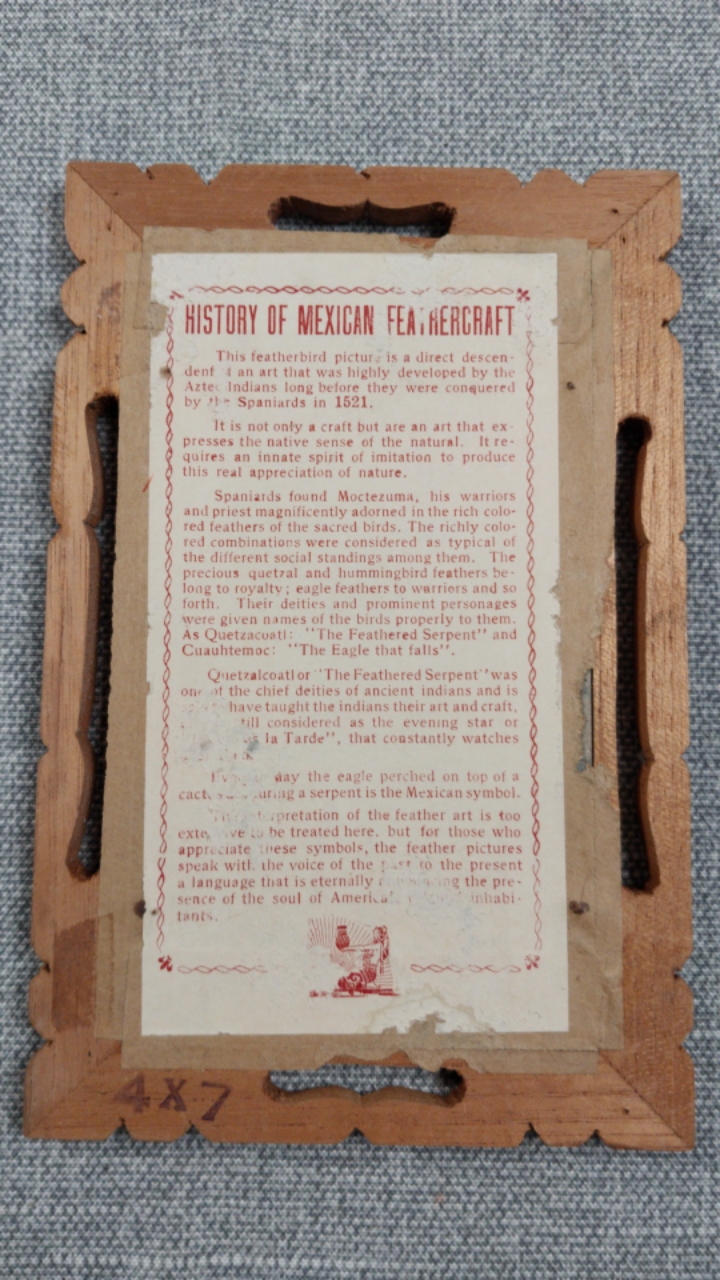 HISTORY OF MEXICAN FEATHERCRAFT
This featherbird picture is a direct descen-
dent an art that was highly developed by the
Aztec Indians long before they were conquered
by the Spaniards in 1521.
It is not only a craft but are an art that ex-
presses the native sense of the natural. It re-
quires an innate spirit of imitation to produce
this real appreciation of nature.
Spaniards found Moctezuma, his warriors
and priest magnificently adorned in the rich colo-
red feathers of the sacred birds. The richly colo-
red combinations were considered as typical of
the different social standings among them. The
precious quetzal and hummingbird feathers be-
long to royalty; eagle feathers to warriors and so
forth. Their deities and prominent personages
were given names of the birds properly to them.
As Quetzacoatl: "The Feathered Serpent" and
Cuauhtemoc: "The Eagle that falls".
Quetzalcoatl or "The Feathered Serpent" was
one of the chief deities of ancient indians and is
have taught the indians their art and craft,
still considered as the evening star or
la Tarde", that constantly watches
day the eagle perched on top of a
a serpent is the Mexican symbol.
The interpretation of the feather art is too
extensive to be treated here, but for those who
appreciate these symbols, the feather pictures
speak with the voice of the past to the present
a language that is eternally the pre-
sence of the soul of inhabi-
tants.
4X7